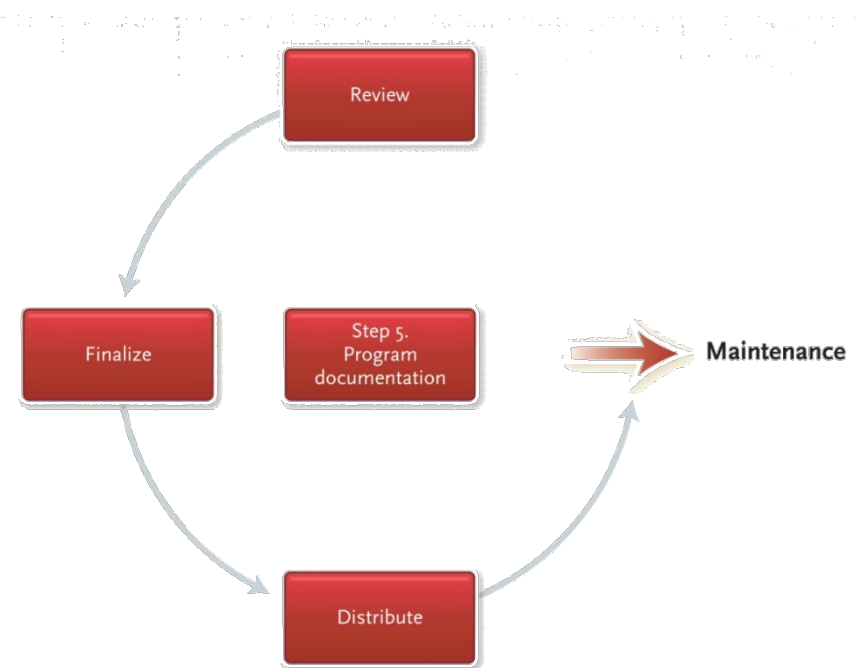 Review
Finalize
Step 5.
Program
documentation
Maintenance
Distribute